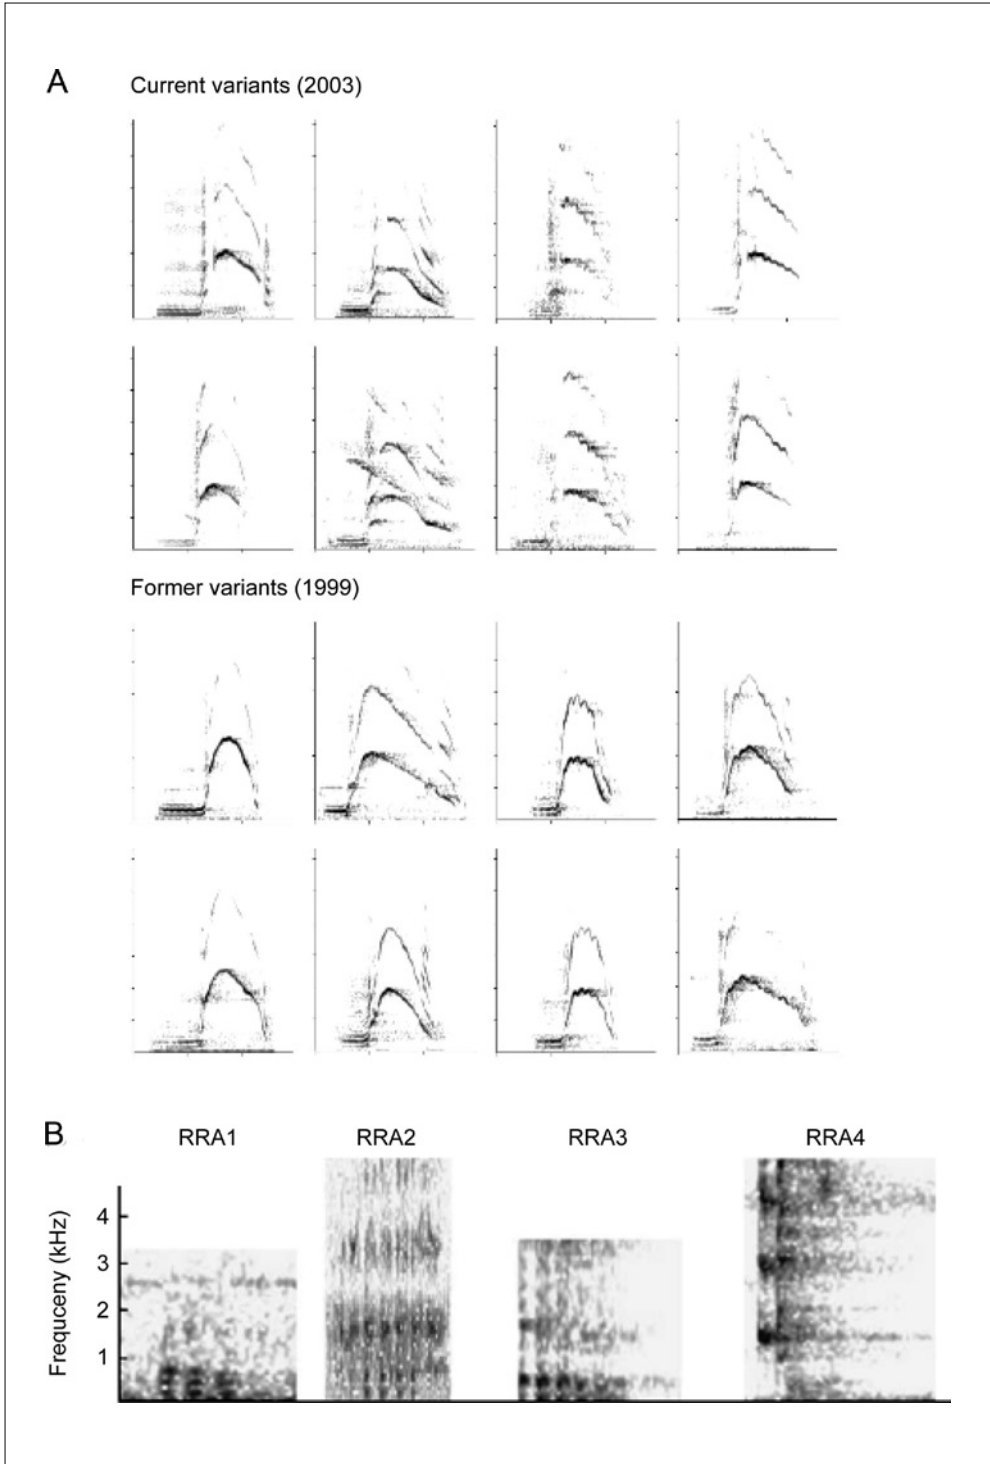 A
Current variants (2003)
Former variants (1999)
B
RRA1 RRA2 RRA3 RRA4
Frequceny (kHz)
4
3
2
1